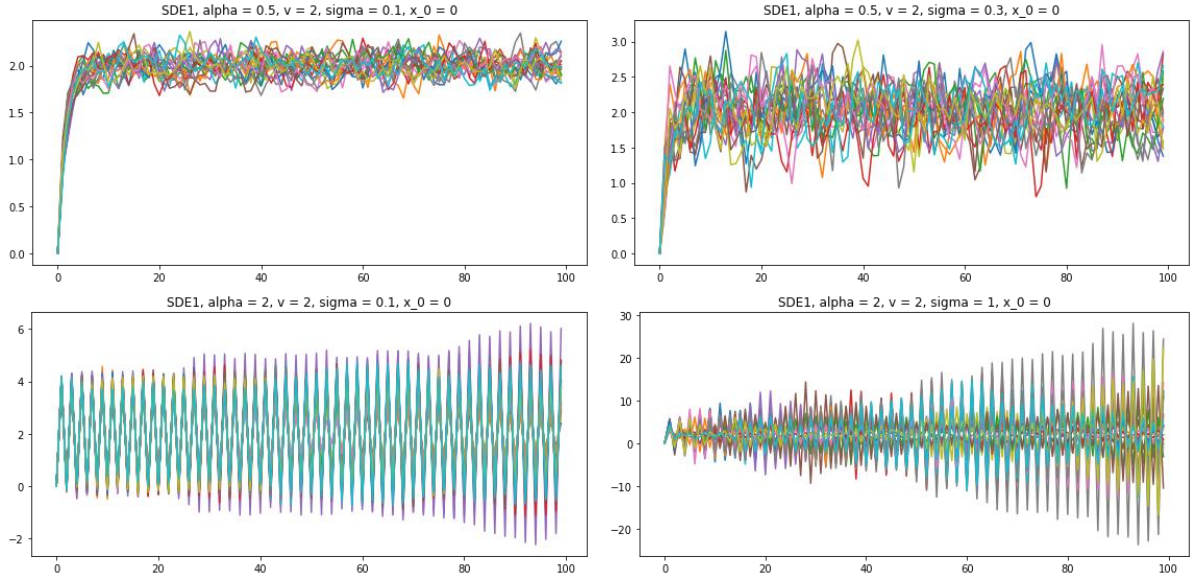 SDE1, alpha = 0.5, v = 2, sigma = 0.1, x_0 = 0
2.0
1.5
1.0
0.5
0.0
0 20 40 60 80 100
SDE1, alpha = 0.5, v = 2, sigma = 0.3, x_0 = 0
3.0
2.5
2.0
1.5
1.0
0.5
0.0
0 20 40 60 80 100
SDE1, alpha = 2, v = 2, sigma = 0.1, x_0 = 0
6
4
2
0
−2
0 20 40 60 80 100
SDE1, alpha = 2, v = 2, sigma = 1, x_0 = 0
30
20
10
0
−10
−20
0 20 40 60 80 100